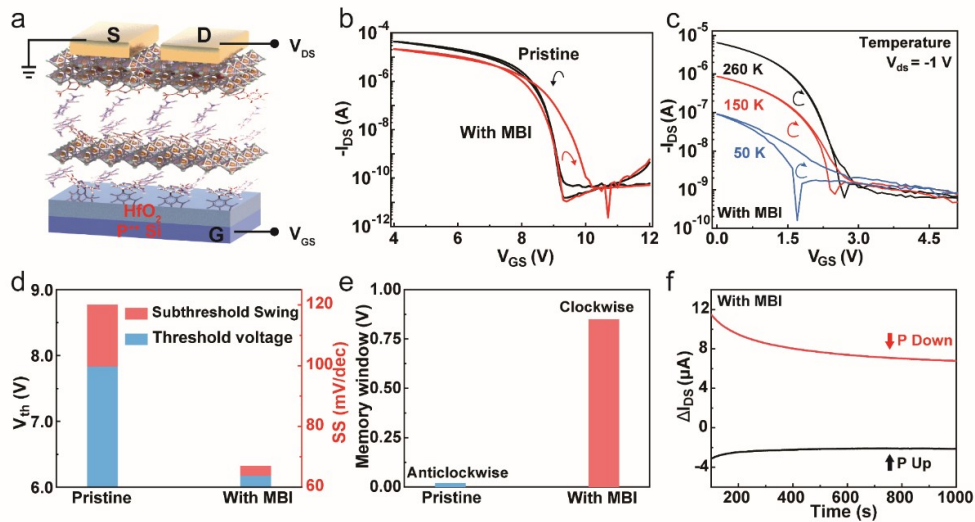 a
S
D
V_DS
HfO₂
P⁺⁺ Si
G
V_GS
b
Pristine
With MBI
-I_DS (A)
10⁻⁴
10⁻⁶
10⁻⁸
10⁻¹⁰
10⁻¹²
4
6
8
10
12
V_GS (V)
c
Temperature
V_ds = -1 V
260 K
150 K
50 K
With MBI
-I_DS (A)
10⁻⁵
10⁻⁶
10⁻⁷
10⁻⁸
10⁻⁹
10⁻¹⁰
0.0
1.5
3.0
4.5
V_GS (V)
d
Subthreshold Swing
Threshold voltage
V_th (V)
9.0
8.0
7.0
6.0
120
100
80
60
SS (mV/dec)
Pristine
With MBI
e
Clockwise
Anticlockwise
Memory window (V)
1.00
0.75
0.50
0.25
0.00
Pristine
With MBI
f
With MBI
P Down
P Up
ΔI_DS (µA)
12
8
4
0
-4
200
400
600
800
1000
Time (s)